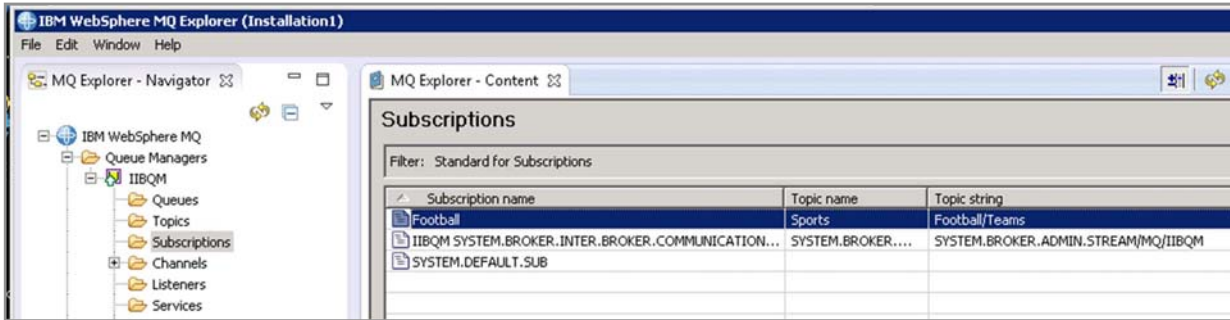 IBM WebSphere MQ Explorer (Installation1)
File Edit Window Help
MQ Explorer - Navigator
MQ Explorer - Content
IBM WebSphere MQ
Queue Managers
IIBQM
Queues
Topics
Subscriptions
Channels
Listeners
Services
Subscriptions
Filter: Standard for Subscriptions
Subscription name Topic name Topic string
Football Sports Football/Teams
IIBQM SYSTEM.BROKER.INTER.BROKER.COMMUNICATION... SYSTEM.BROKER.... SYSTEM.BROKER.ADMIN.STREAM/MQ/IIBQM
SYSTEM.DEFAULT.SUB